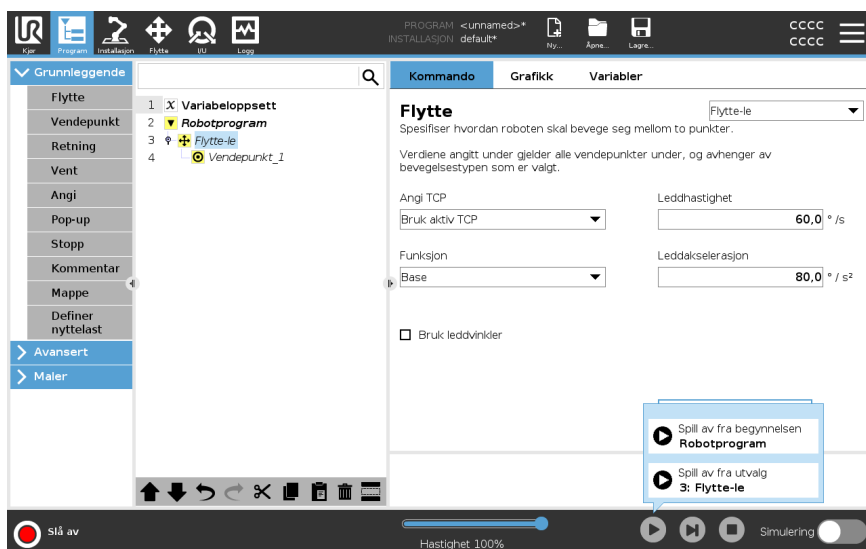 PROGRAM <unnamed>*
INSTALLASJON default*
CCCC
CCCC
Kjør
Program
Installasjon
Flytte
I/U
Logg
Ny...
Åpne...
Lagre...
Grunnleggende
Flytte
Vendepunkt
Retning
Vent
Angi
Pop-up
Stopp
Kommentar
Mappe
Definer
nyttelast
Avansert
Maler
1 X Variabeloppsett
2 Robotprogram
3 Flytte-le
4 Vendepunkt_1
Kommando Grafikk Variabler
Flytte
Flytte-le
Spesifiser hvordan roboten skal bevege seg mellom to punkter.
Verdiene angitt under gjelder alle vendepunkter under, og avhenger av
bevegelsestypen som er valgt.
Angi TCP
Leddhastighet
Bruk aktiv TCP
60,0 ° /s
Funksjon
Leddakselerasjon
Base
80,0 ° / s²
Bruk leddvinkler
Spill av fra begynnelsen
Robotprogram
Spill av fra utvalg
3: Flytte-le
Slå av
Hastighet 100%
Simulering